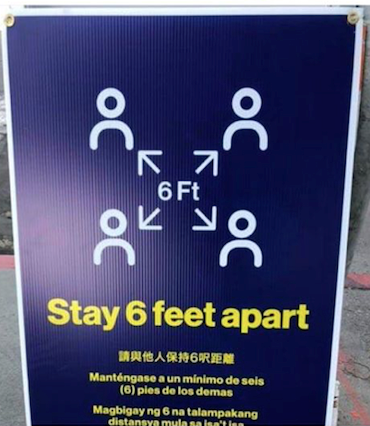 6 Ft
Stay 6 feet apart
請與他人保持6呎距離
Manténgase a un mínimo de seis
(6) pies de los demas
Magbigay ng 6 na talampakang
distansya mula sa isa't isa